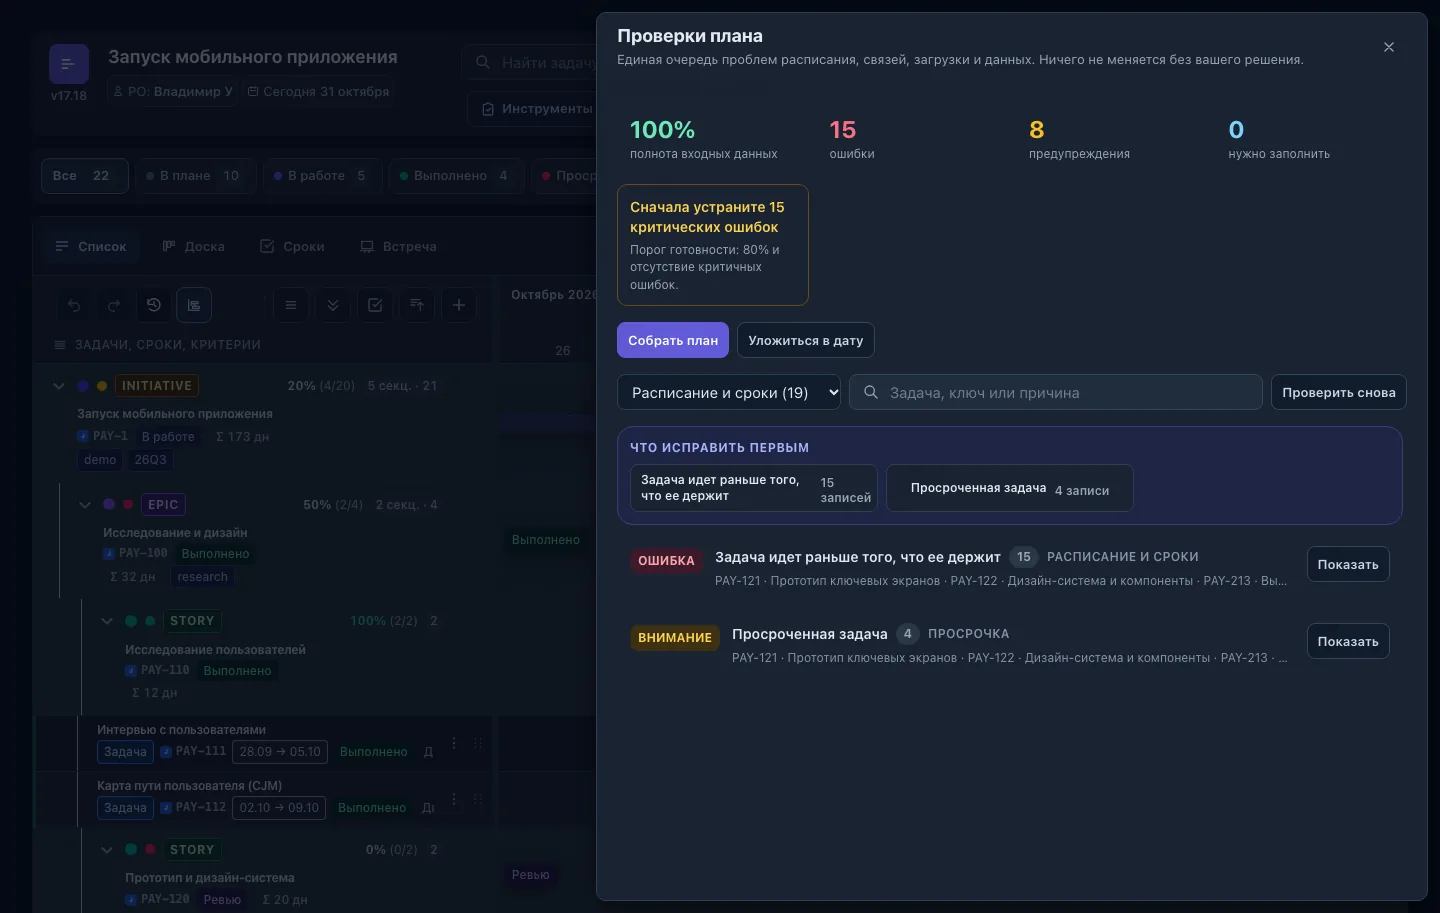 Запуск мобильного приложения
v17.18
PO: Владимир У
Сегодня 31 октября
Найти задачу
Инструменты
Все 22
В плане 10
В работе 5
Выполнено 4
Проср
Список
Доска
Сроки
Встреча
Октябрь 2026
26
ЗАДАЧИ, СРОКИ, КРИТЕРИИ
INITIATIVE
20% (4/20) 5 секц. · 21
Запуск мобильного приложения
PAY-1 В работе Σ 173 дн
demo 26Q3
EPIC
50% (2/4) 2 секц. · 4
Исследование и дизайн
PAY-100 Выполнено
Σ 32 дн research
Выполнено
STORY
100% (2/2) 2
Исследование пользователей
PAY-110 Выполнено
Σ 12 дн
Интервью с пользователями
Задача PAY-111 28.09 → 05.10 Выполнено Д
Карта пути пользователя (CJM)
Задача PAY-112 02.10 → 09.10 Выполнено
STORY
0% (0/2) 2
Прототип и дизайн-система
PAY-120 Ревью Σ 20 дн
Ревью
Проверки плана
Единая очередь проблем расписания, связей, загрузки и данных. Ничего не меняется без вашего решения.
100%
полнота входных данных
15
ошибки
8
предупреждения
0
нужно заполнить
Сначала устраните 15
критических ошибок
Порог готовности: 80% и
отсутствие критичных
ошибок.
Собрать план
Уложиться в дату
Расписание и сроки (19)
Задача, ключ или причина
Проверить снова
ЧТО ИСПРАВИТЬ ПЕРВЫМ
Задача идет раньше того,
что ее держит
15
записей
Просроченная задача 4 записи
ОШИБКА
Задача идет раньше того, что ее держит 15 РАСПИСАНИЕ И СРОКИ
PAY-121 · Прототип ключевых экранов · PAY-122 · Дизайн-система и компоненты · PAY-213 · Вы...
Показать
ВНИМАНИЕ
Просроченная задача 4 ПРОСРОЧКА
PAY-121 · Прототип ключевых экранов · PAY-122 · Дизайн-система и компоненты · PAY-213 · ...
Показать